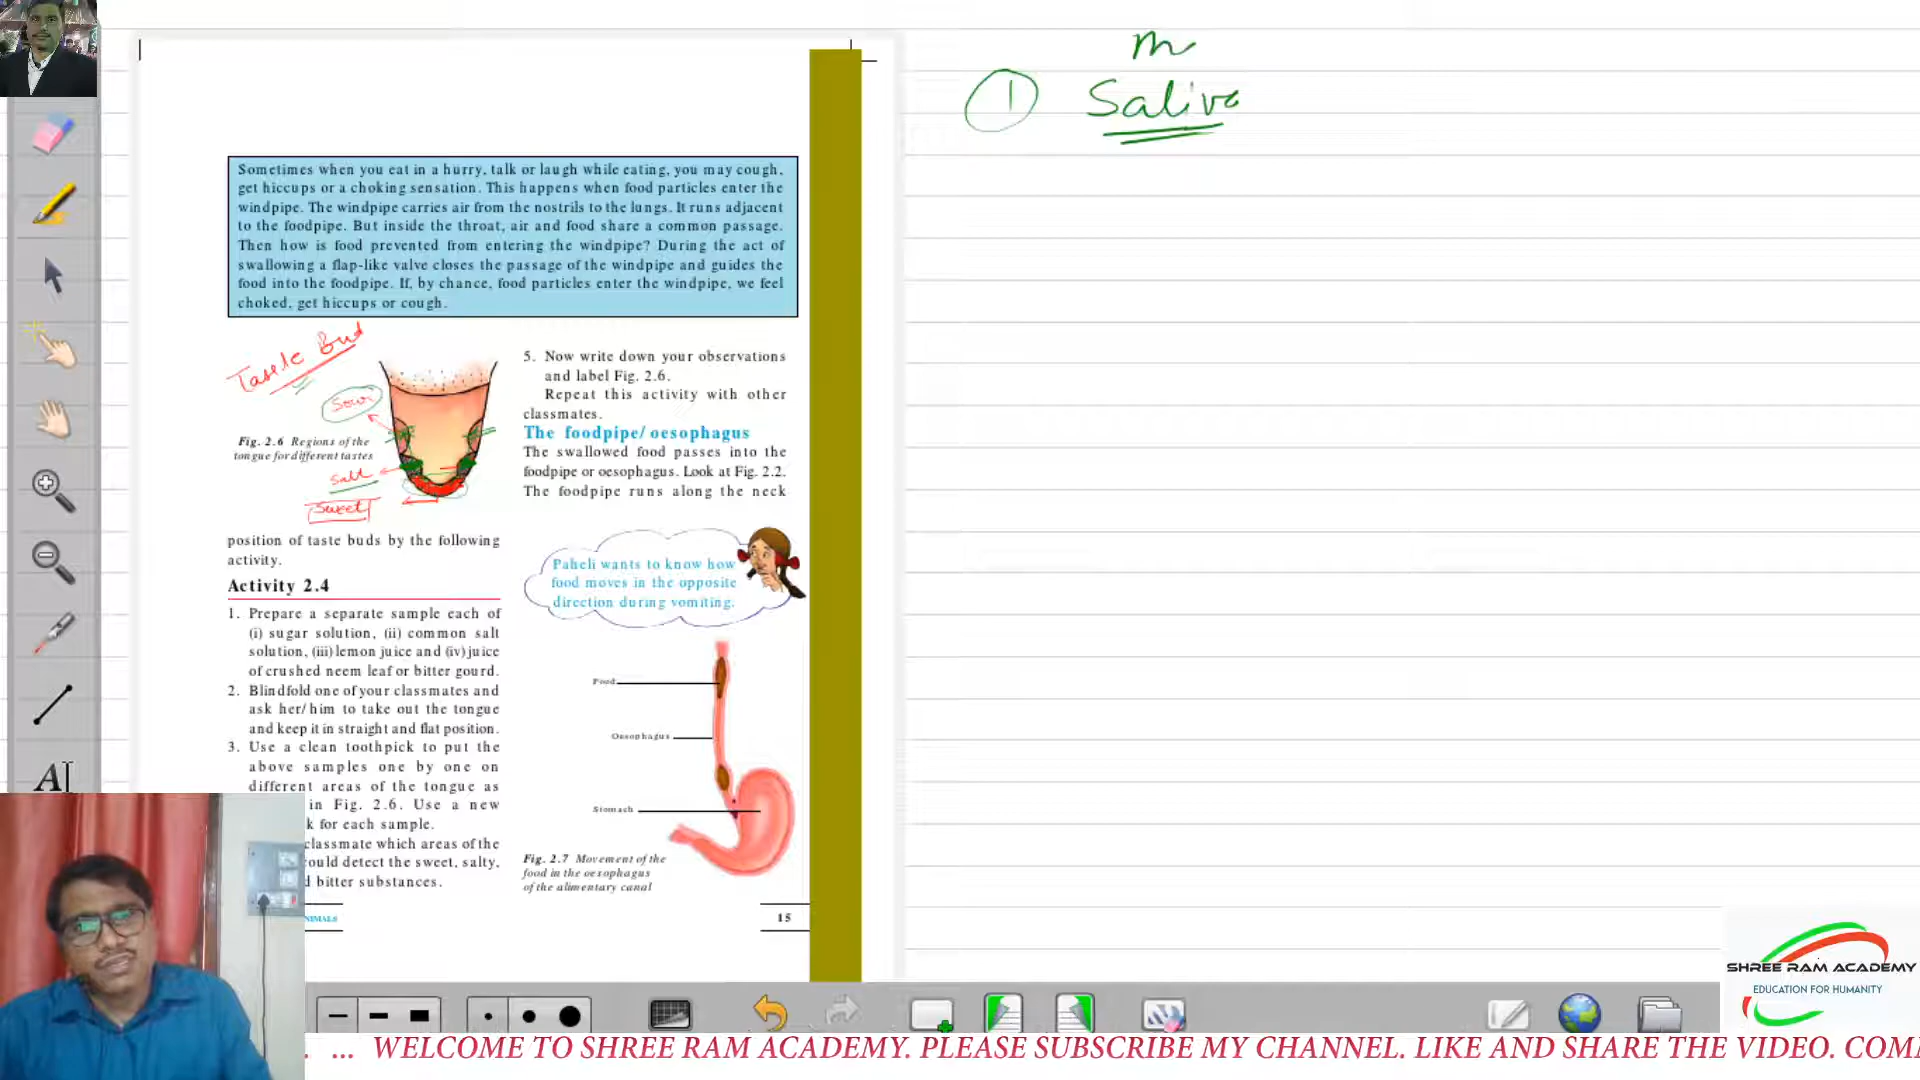 m
① Saliva
Sometimes when you eat in a hurry, talk or laugh while eating, you may cough,
get hiccups or a choking sensation. This happens when food particles enter the
windpipe. The windpipe carries air from the nostrils to the lungs. It runs adjacent
to the foodpipe. But inside the throat, air and food share a common passage.
Then how is food prevented from entering the windpipe? During the act of
swallowing a flap-like valve closes the passage of the windpipe and guides the
food into the foodpipe. If, by chance, food particles enter the windpipe, we feel
choked, get hiccups or cough.
Taste Bud
Sour
Fig. 2.6 Regions of the
tongue for different tastes
Salt
Sweet
position of taste buds by the following
activity.
Activity 2.4
1. Prepare a separate sample each of
(i) sugar solution, (ii) common salt
solution, (iii) lemon juice and (iv) juice
of crushed neem leaf or bitter gourd.
2. Blindfold one of your classmates and
ask her/him to take out the tongue
and keep it in straight and flat position.
3. Use a clean toothpick to put the
above samples one by one on
different areas of the tongue as
in Fig. 2.6. Use a new
k for each sample.
classmate which areas of the
ould detect the sweet, salty,
d bitter substances.
NIMALS
5. Now write down your observations
and label Fig. 2.6.
Repeat this activity with other
classmates.
The foodpipe/oesophagus
The swallowed food passes into the
foodpipe or oesophagus. Look at Fig. 2.2.
The foodpipe runs along the neck
Paheli wants to know how
food moves in the opposite
direction during vomiting.
Food
Oesophagus
Stomach
Fig. 2.7 Movement of the
food in the oesophagus
of the alimentary canal
15
SHREE RAM ACADEMY
EDUCATION FOR HUMANITY
. ... WELCOME TO SHREE RAM ACADEMY. PLEASE SUBSCRIBE MY CHANNEL. LIKE AND SHARE THE VIDEO. COM